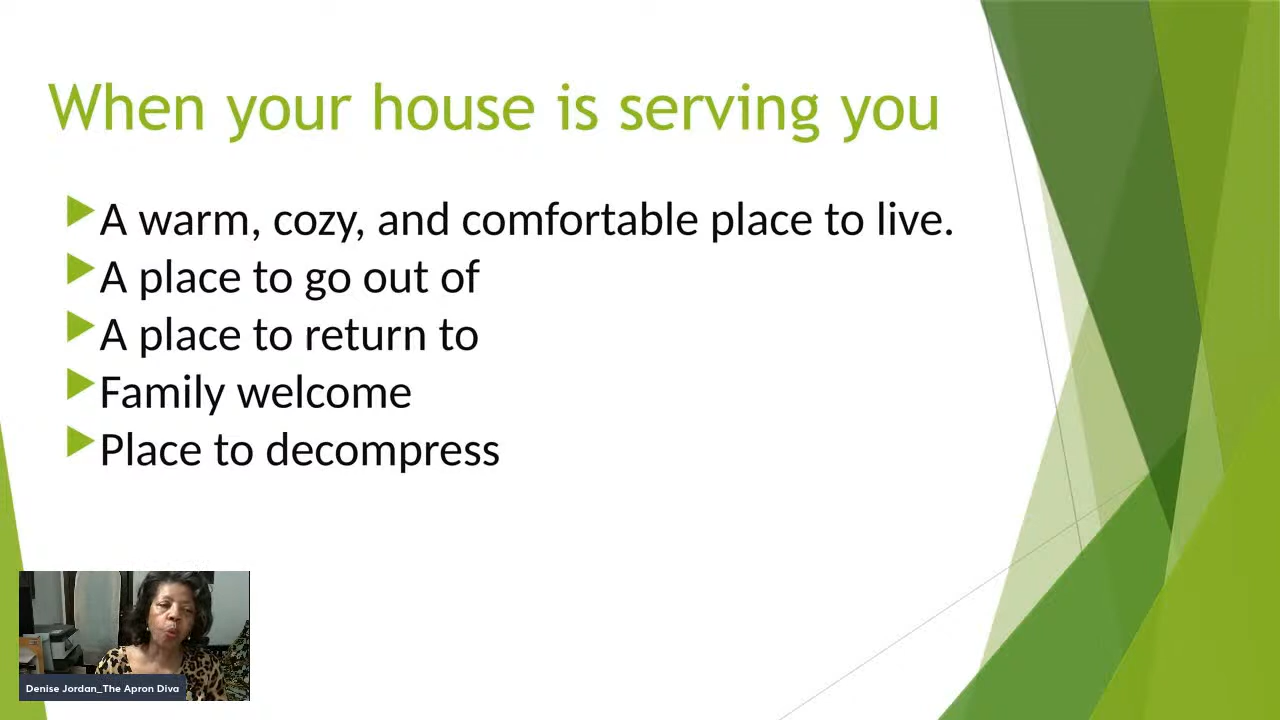 When your house is serving you
A warm, cozy, and comfortable place to live.
A place to go out of
A place to return to
Family welcome
Place to decompress
Denise Jordan_The Apron Diva